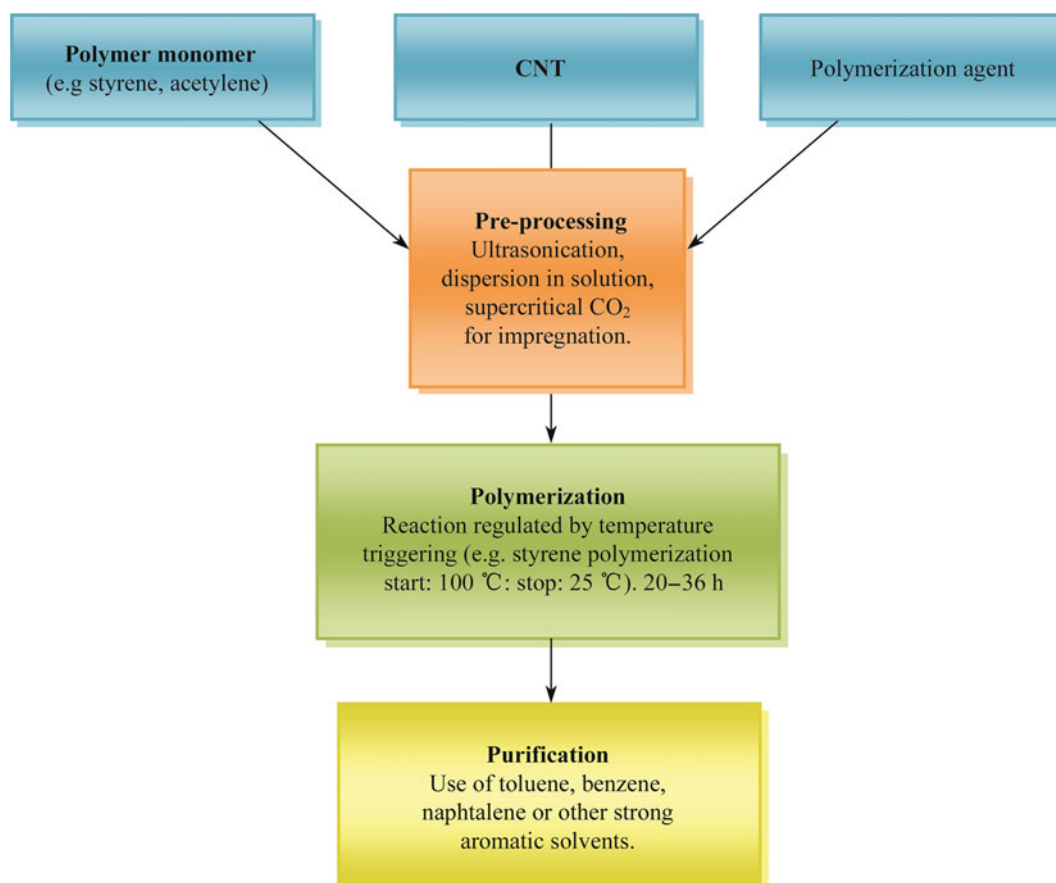 Polymer monomer
(e.g styrene, acetylene)
CNT
Polymerization agent
Pre-processing
Ultrasonication,
dispersion in solution,
supercritical CO₂
for impregnation.
Polymerization
Reaction regulated by temperature
triggering (e.g. styrene polymerization
start: 100 ℃: stop: 25 ℃). 20–36 h
Purification
Use of toluene, benzene,
naphtalene or other strong
aromatic solvents.